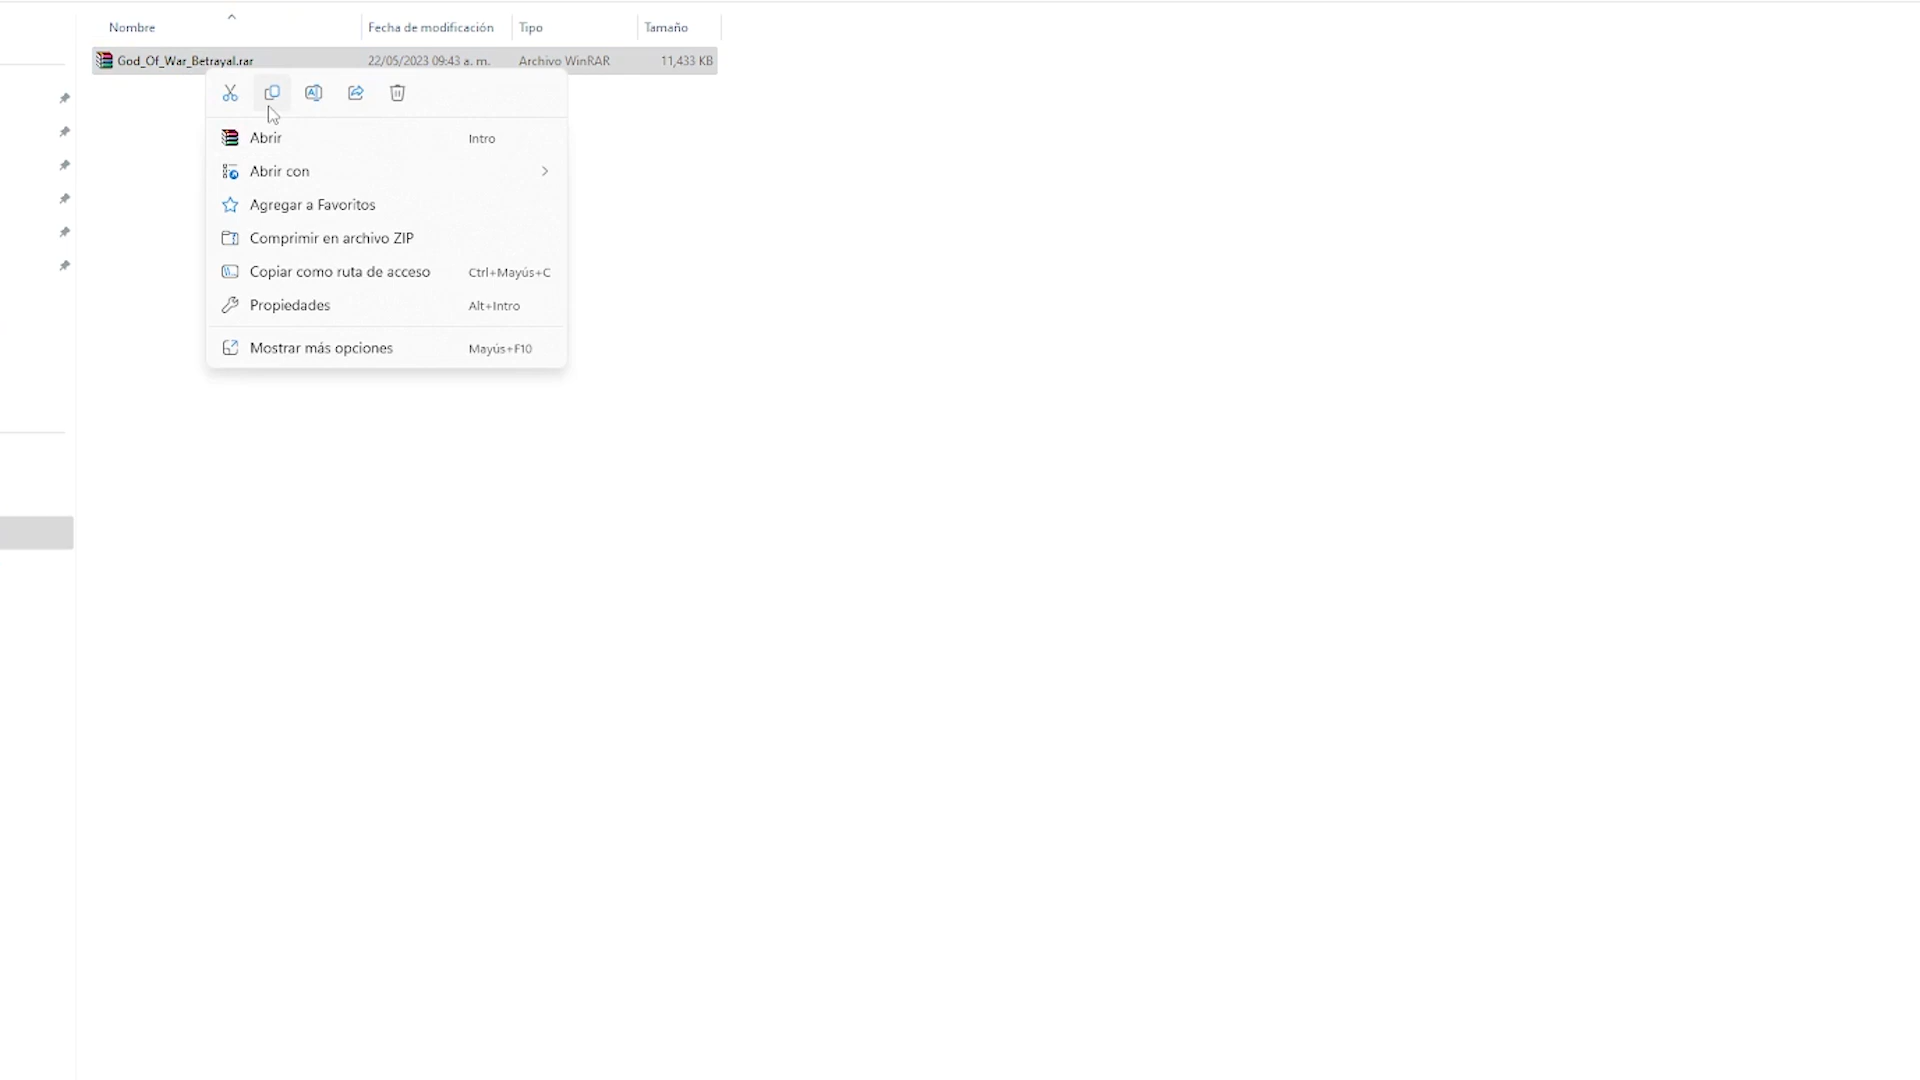 Nombre Fecha de modificación Tipo Tamaño
God_Of_War_Betrayal.rar 22/05/2023 09:43 a. m. Archivo WinRAR 11,433 KB
Abrir Intro
Abrir con
Agregar a Favoritos
Comprimir en archivo ZIP
Copiar como ruta de acceso Ctrl+Mayús+C
Propiedades Alt+Intro
Mostrar más opciones Mayús+F10